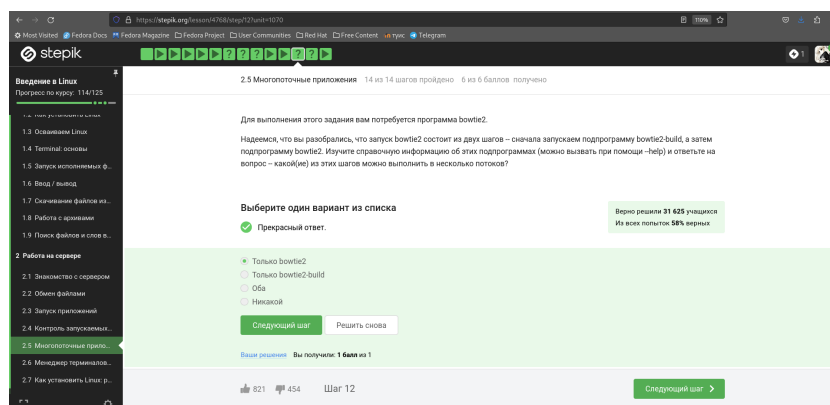 https://stepik.org/lesson/4768/step/12?unit=1070
110%
Most Visited Fedora Docs Fedora Magazine Fedora Project User Communities Red Hat Free Content Telegram
stepik
1
Введение в Linux
Прогресс по курсу: 114/125
2.5 Многопоточные приложения 14 из 14 шагов пройдено 6 из 6 баллов получено
1.2 Как установить Linux
1.3 Осваиваем Linux
1.4 Terminal: основы
1.5 Запуск исполняемых ф...
1.6 Ввод / вывод
1.7 Скачивание файлов из...
1.8 Работа с архивами
1.9 Поиск файлов и слов в...
2 Работа на сервере
2.1 Знакомство с сервером
2.2 Обмен файлами
2.3 Запуск приложений
2.4 Контроль запускаемых...
2.5 Многопоточные прило...
2.6 Менеджер терминалов...
2.7 Как установить Linux: р...
Для выполнения этого задания вам потребуется программа bowtie2.
Надеемся, что вы разобрались, что запуск bowtie2 состоит из двух шагов – сначала запускаем подпрограмму bowtie2-build, а затем
подпрограмму bowtie2. Изучите справочную информацию об этих подпрограммах (можно вызвать при помощи --help) и ответьте на
вопрос – какой(ие) из этих шагов можно выполнить в несколько потоков?
Выберите один вариант из списка
Прекрасный ответ.
Верно решили 31 625 учащихся
Из всех попыток 58% верных
Только bowtie2
Только bowtie2-build
Оба
Никакой
Следующий шаг Решить снова
Ваши решения Вы получили: 1 балл из 1
821 454 Шаг 12 Следующий шаг